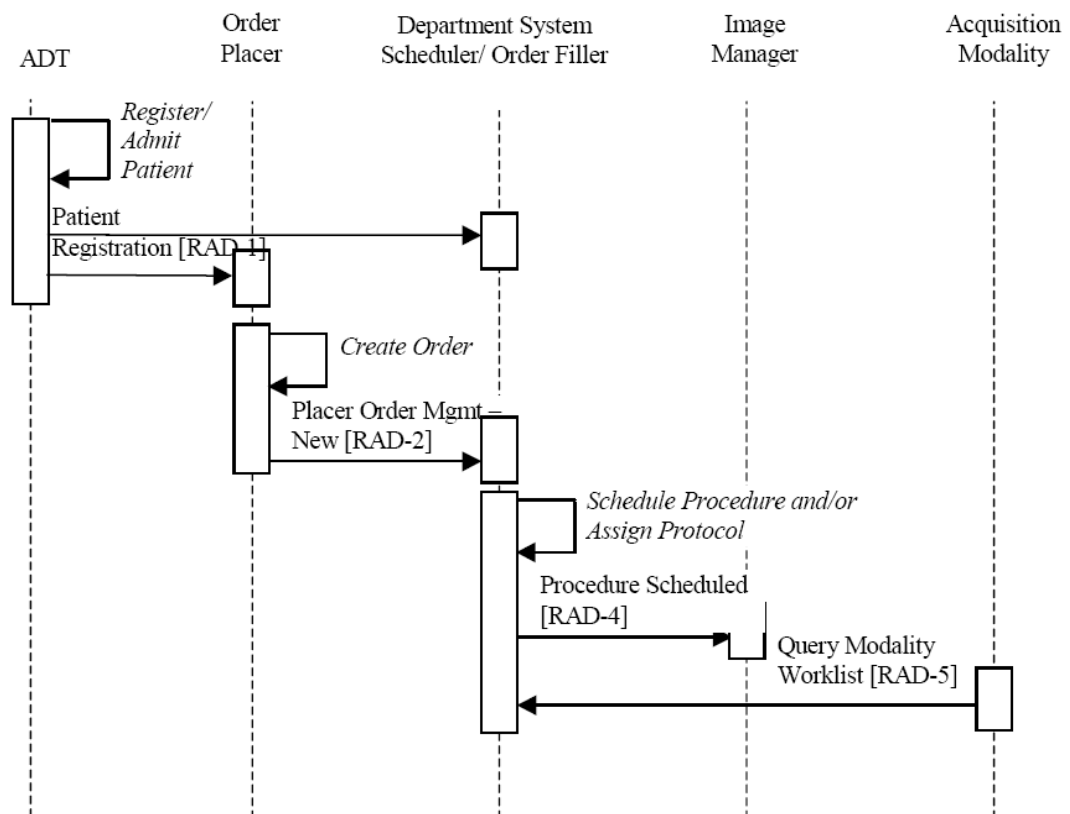 Order
Placer
Department System
Scheduler/ Order Filler
Image
Manager
Acquisition
Modality
ADT
Register/
Admit
Patient
Patient
Registration [RAD-1]
Create Order
Placer Order Mgmt –
New [RAD-2]
Schedule Procedure and/or
Assign Protocol
Procedure Scheduled
[RAD-4]
Query Modality
Worklist [RAD-5]